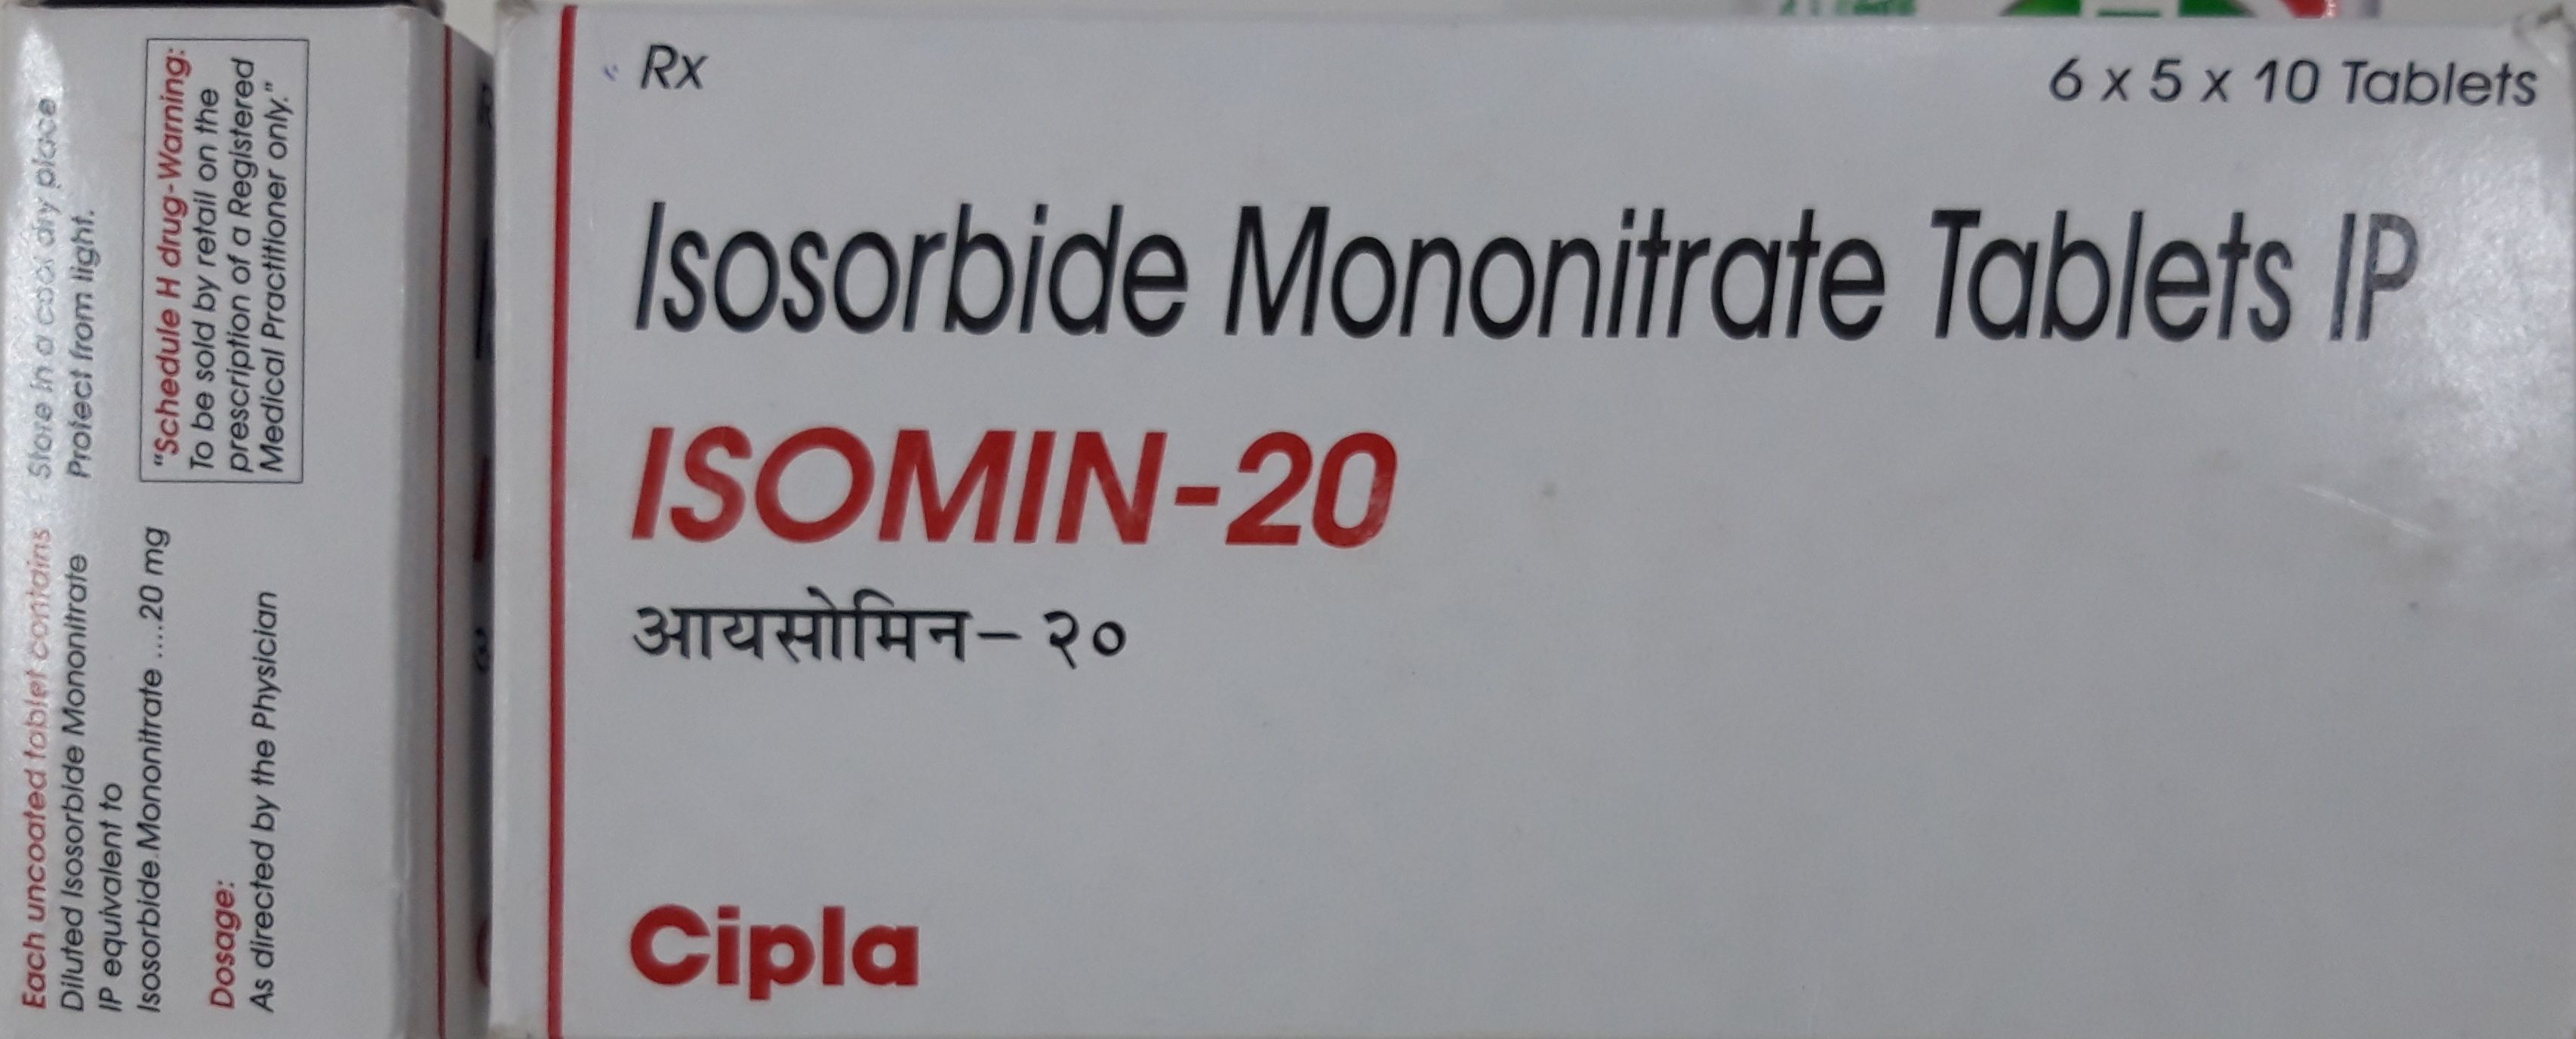 Each uncoated tablet contains :
Diluted Isosorbide Mononitrate
IP equivalent to
Isosorbide Mononitrate ....20 mg
Dosage:
As directed by the Physician
Store in a cool dry place
Protect from light.
"Schedule H drug-Warning:
To be sold by retail on the
prescription of a Registered
Medical Practitioner only."
Rx
6 x 5 x 10 Tablets
Isosorbide Mononitrate Tablets IP
ISOMIN-20
आयसोमिन– २०
Cipla